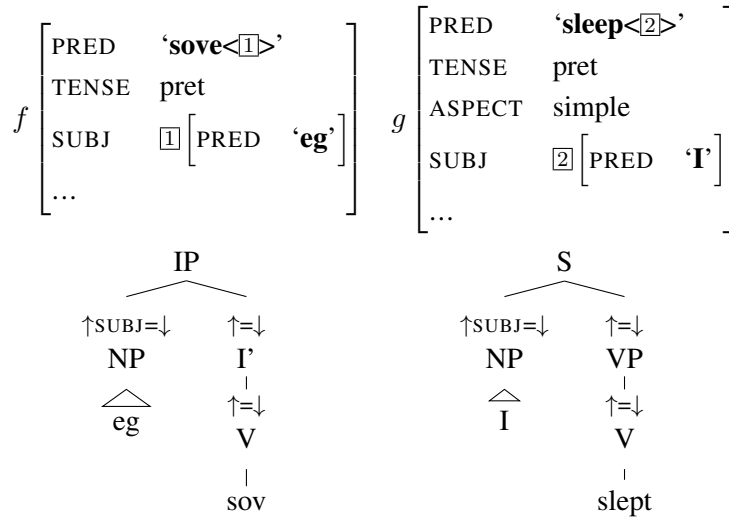 f PRED ‘sove<1>’ g PRED ‘sleep<2>’
TENSE pret TENSE pret
SUBJ 1 [PRED ‘eg’] ASPECT simple
... SUBJ 2 [PRED ‘I’]
...
IP S
↑SUBJ=↓ ↑=↓ ↑SUBJ=↓ ↑=↓
NP I’ NP VP
eg ↑=↓ I ↑=↓
V V
sov slept